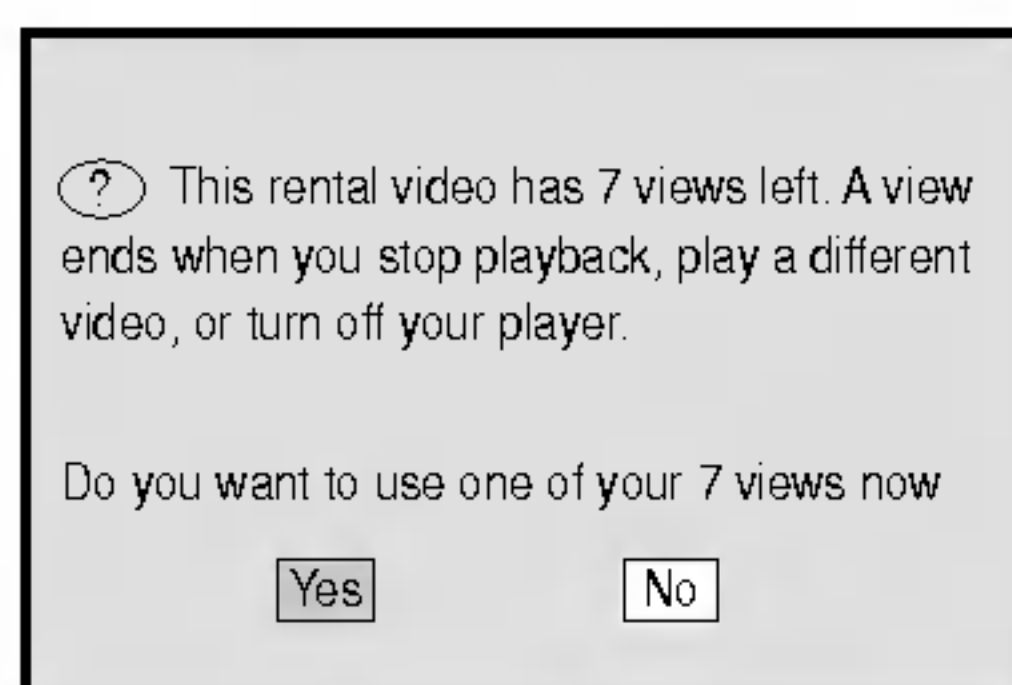 ? This rental video has 7 views left. A view
ends when you stop playback, play a different
video, or turn off your player.
Do you want to use one of your 7 views now
Yes No